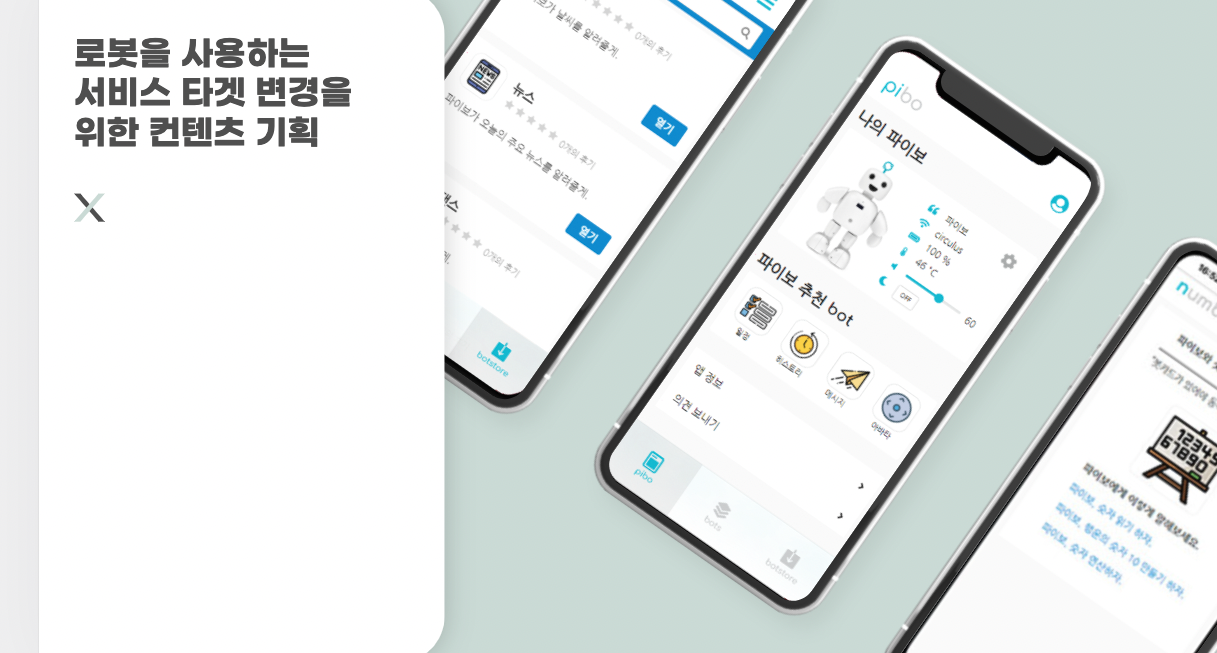 로봇을 사용하는
서비스 타겟 변경을
위한 컨텐츠 기획
X
파이보가 날씨를 알려줄게.
0개의 후기
NEWS
뉴스
0개의 후기
열기
파이보가 오늘의 주요 뉴스를 알려줄게.
댄스
0개의 후기
열기
botstore
pibo
나의 파이보
파이보
circulus
100 %
46 °C
OFF
60
파이보 추천 bot
일정
히스토리
메시지
아바타
앱 정보
의견 보내기
pibo
bots
botstore
16:52
numb
파이보와 숫
12345
67890
파이보에게 이렇게 말해보세요.
파이보, 숫자 읽기 하자.
파이보, 행운의 숫자 10 만들기 하자.
파이보, 숫자 연산하자.